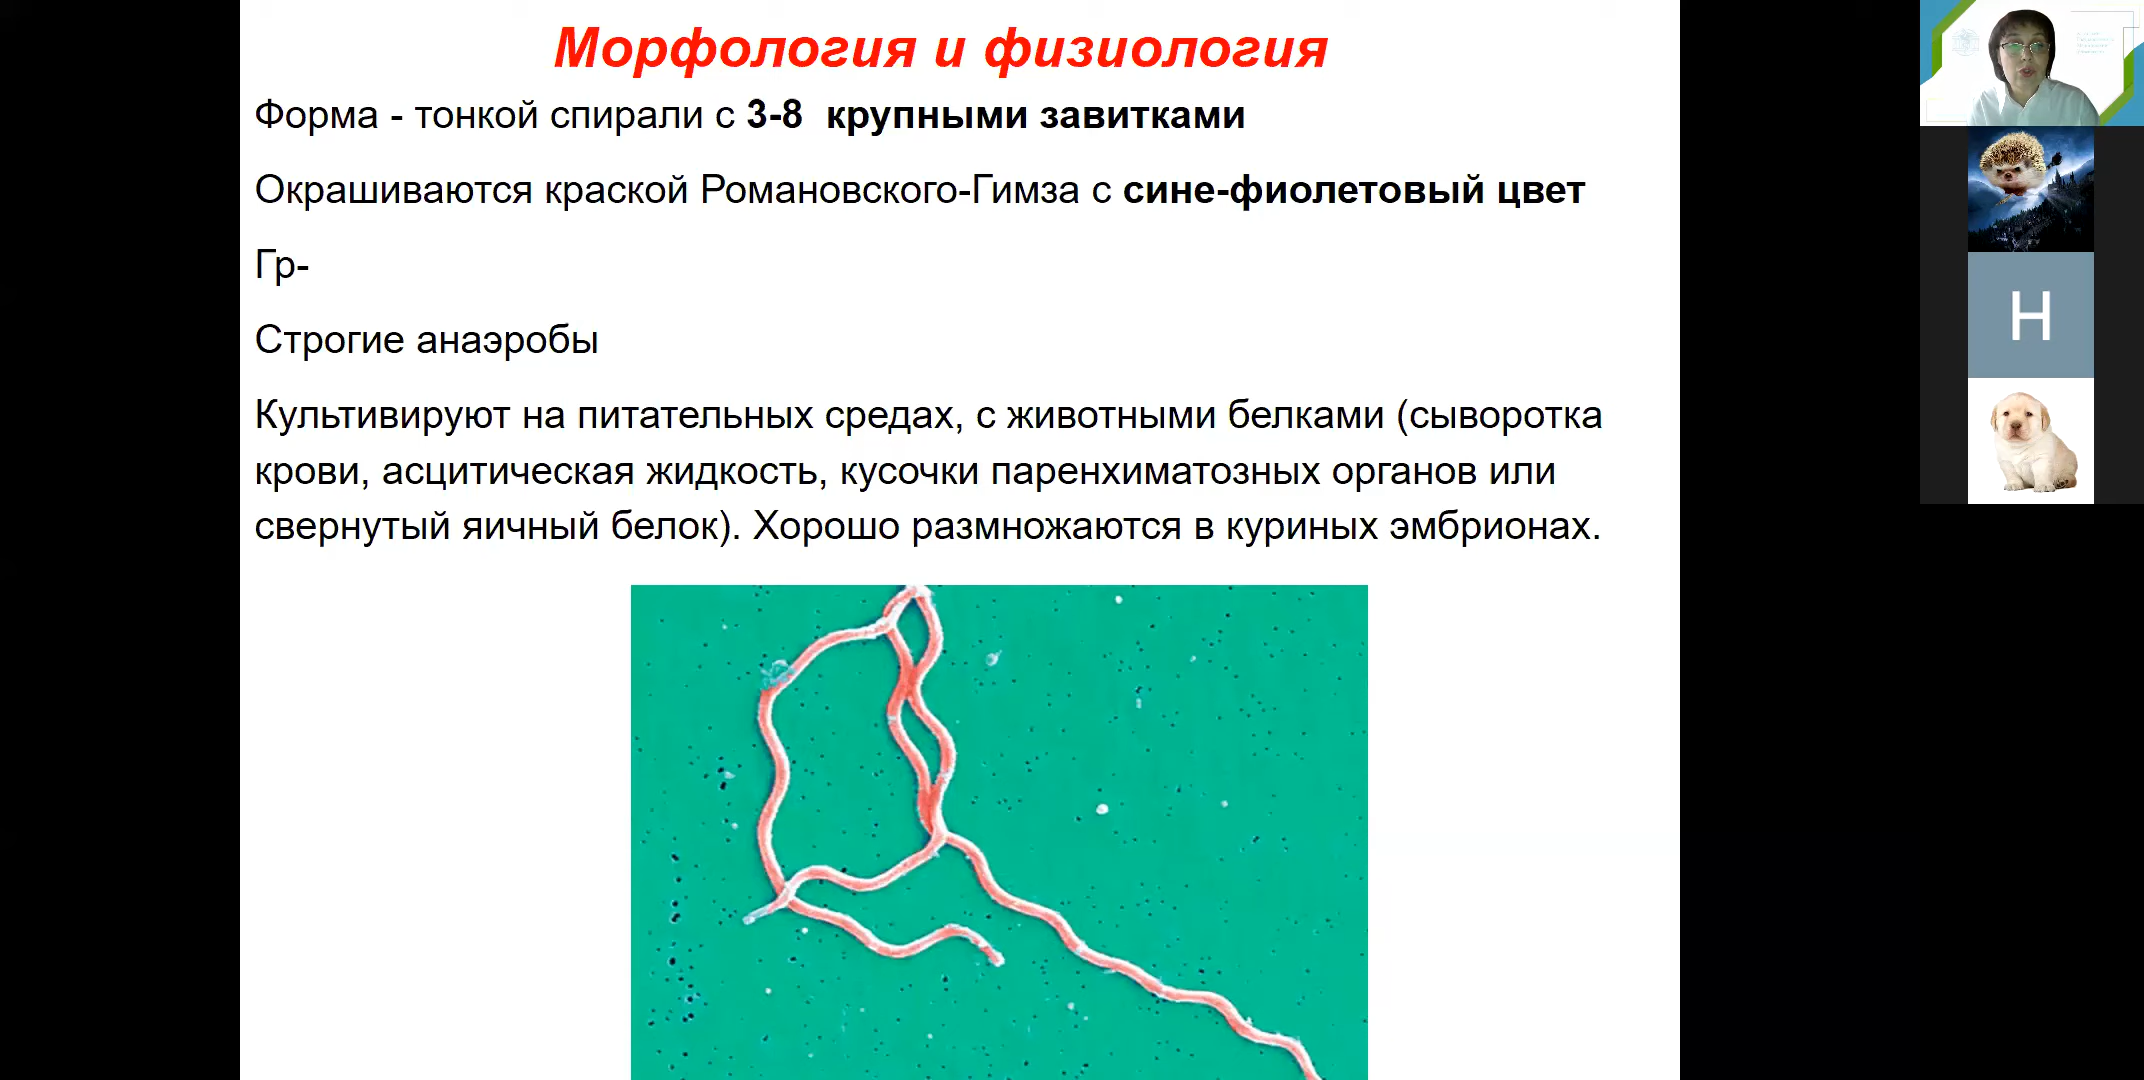 Морфология и физиология
Форма - тонкой спирали с 3-8 крупными завитками
Окрашиваются краской Романовского-Гимза с сине-фиолетовый цвет
Гр-
Строгие анаэробы
Культивируют на питательных средах, с животными белками (сыворотка
крови, асцитическая жидкость, кусочки паренхиматозных органов или
свернутый яичный белок). Хорошо размножаются в куриных эмбрионах.
Н